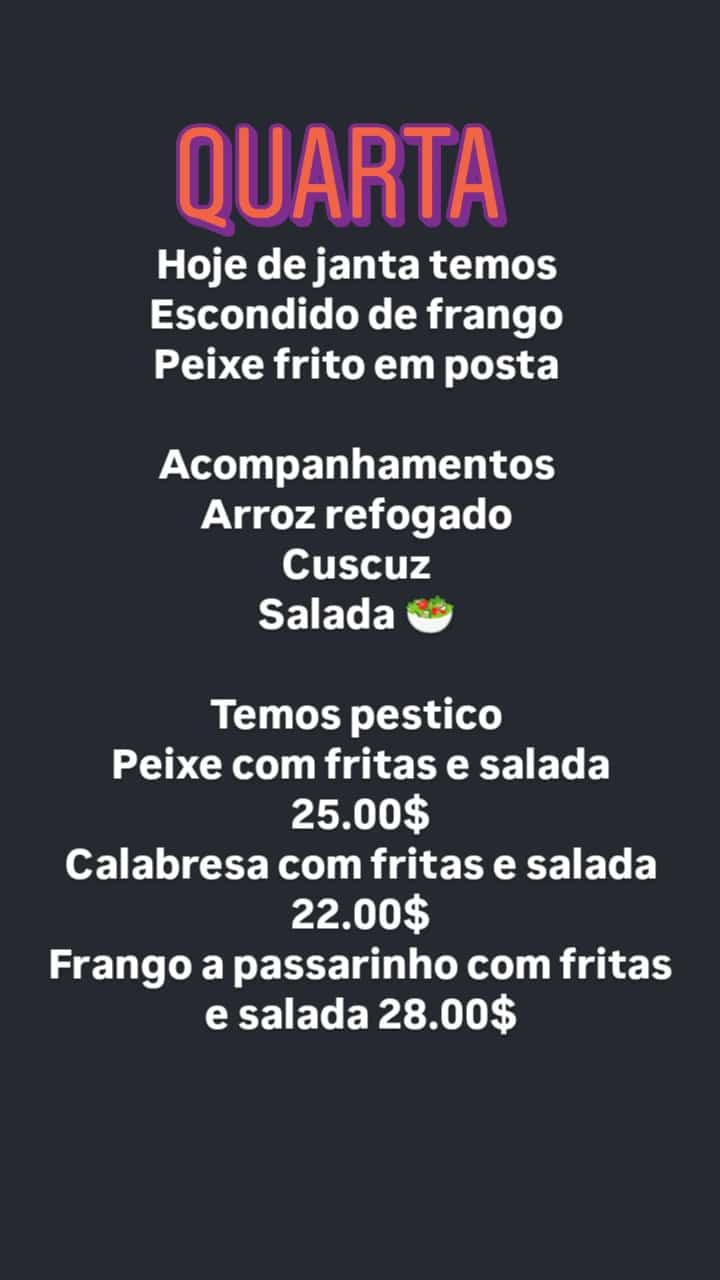 QUARTA
Hoje de janta temos
Escondido de frango
Peixe frito em posta
Acompanhamentos
Arroz refogado
Cuscuz
Salada 🥗
Temos pestico
Peixe com fritas e salada
25.00$
Calabresa com fritas e salada
22.00$
Frango a passarinho com fritas
e salada 28.00$